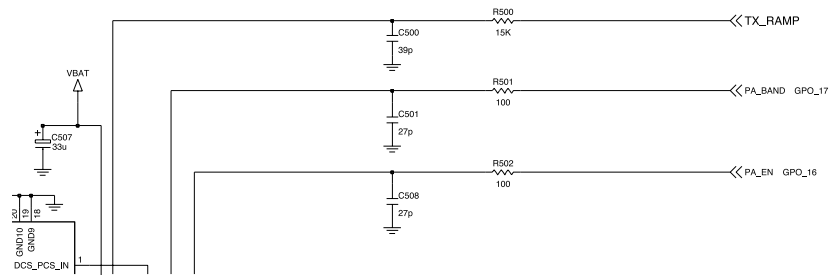 R500
TX_RAMP
15K
C500
39p
VBAT
R501
PA_BAND GPO_17
100
C501
27p
+
C507
33u
R502
PA_EN GPO_16
100
C508
27p
20
19
18
GND10
GND9
DCS_PCS_IN
1